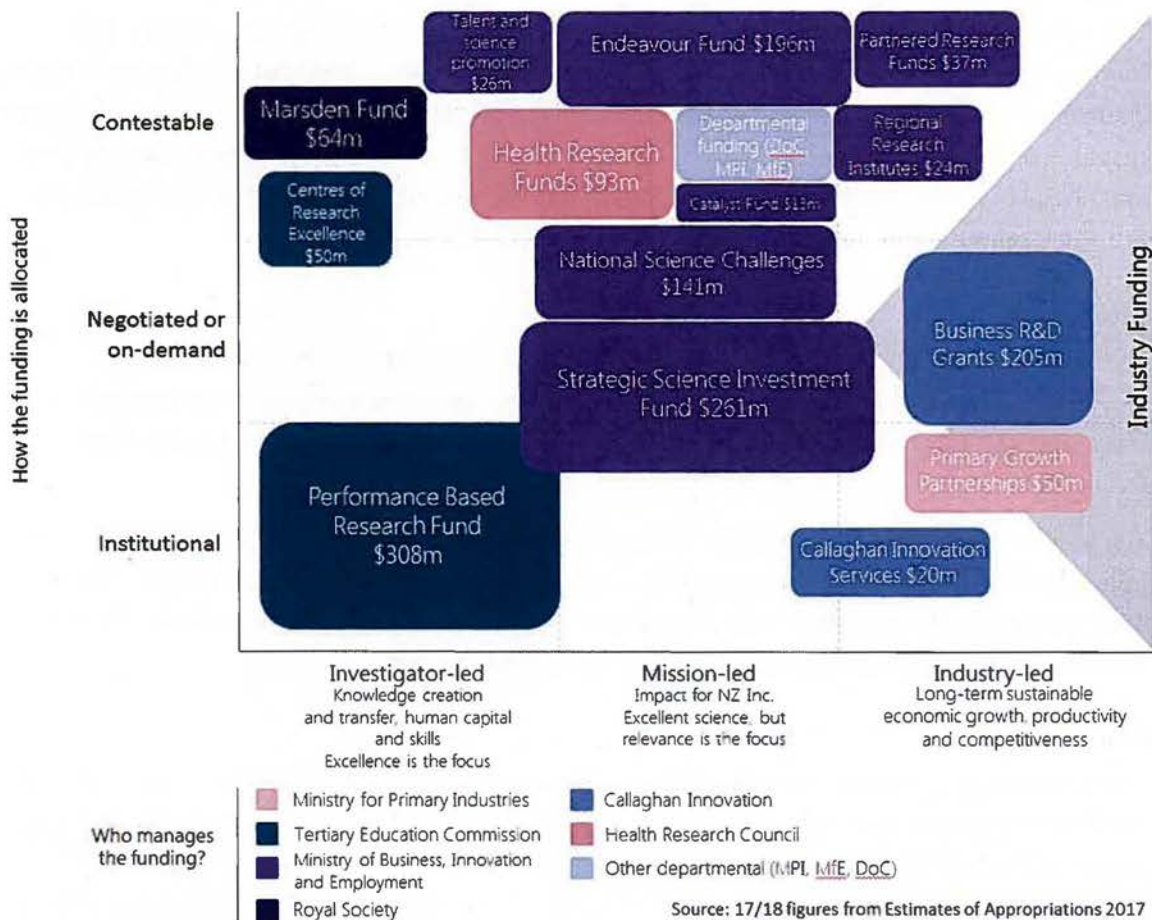 How the funding is allocated
Contestable
Negotiated or
on-demand
Institutional
Talent and
science
promotion
$26m
Endeavour Fund $196m
Partnered Research
Funds $37m
Marsden Fund
$64m
Health Research
Funds $93m
Departmental
funding (DoC,
MPI, MfE)
Regional
Research
Institutes $24m
Centres of
Research
Excellence
$50m
Catalyst Fund $13m
National Science Challenges
$141m
Business R&D
Grants $205m
Strategic Science Investment
Fund $261m
Performance Based
Research Fund
$308m
Primary Growth
Partnerships $50m
Callaghan Innovation
Services $20m
Industry Funding
Investigator-led
Knowledge creation
and transfer, human capital
and skills
Excellence is the focus
Mission-led
Impact for NZ Inc.
Excellent science, but
relevance is the focus
Industry-led
Long-term sustainable
economic growth, productivity
and competitiveness
Who manages
the funding?
Ministry for Primary Industries
Tertiary Education Commission
Ministry of Business, Innovation
and Employment
Royal Society
Callaghan Innovation
Health Research Council
Other departmental (MPI, MfE, DoC)
Source: 17/18 figures from Estimates of Appropriations 2017